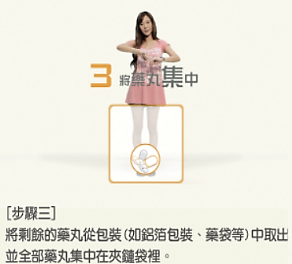 3 將藥丸集中
[步驟三]
將剩餘的藥丸從包裝(如鋁箔包裝、藥袋等)中取出
並全部藥丸集中在夾鏈袋裡。